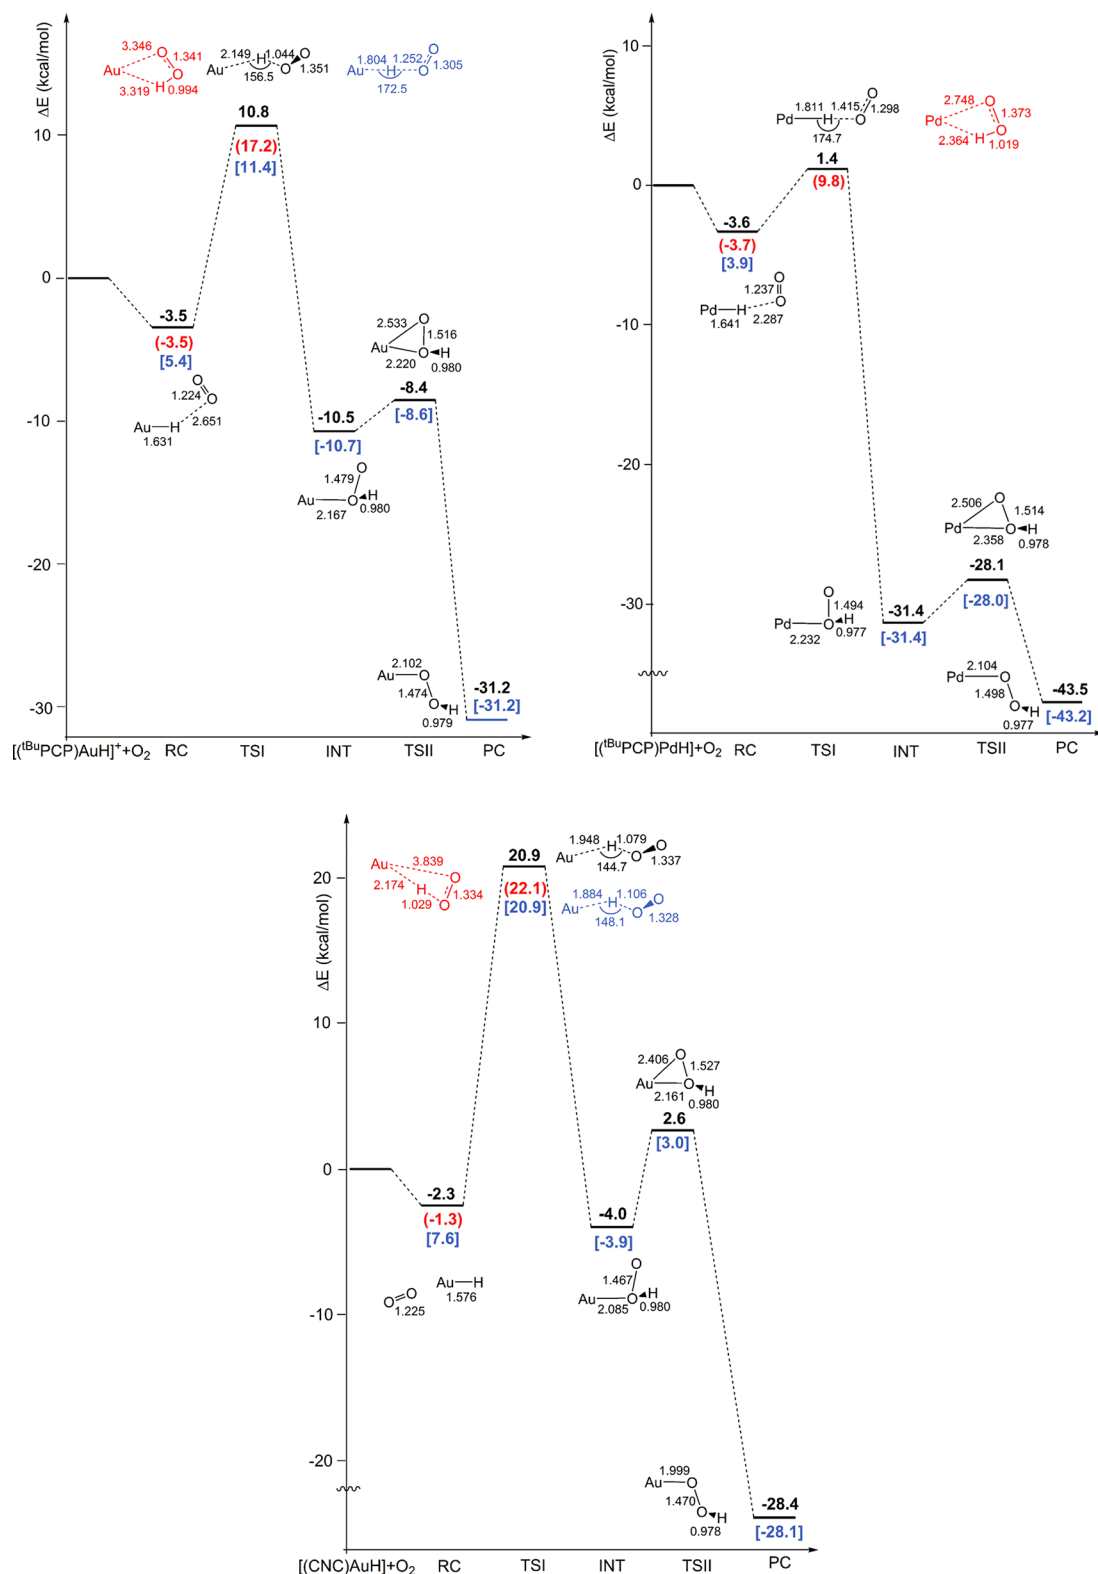 ΔE (kcal/mol)
10
0
-10
-20
-30
3.346
O
1.341
Au
O
H
3.319
0.994
2.149
H
1.044
O
Au
O
1.351
156.5
1.804
1.252
O
Au
H
O
1.305
172.5
10.8
(17.2)
[11.4]
-3.5
(-3.5)
[5.4]
O
1.224
O
Au
H
2.651
1.631
-10.5
[-10.7]
O
1.479
Au
O
H
2.167
0.980
2.533
O
1.516
Au
O
H
2.220
0.980
-8.4
[-8.6]
2.102
Au
O
1.474
O
H
0.979
-31.2
[-31.2]
[(tBuPCP)AuH]++O2
RC
TSI
INT
TSII
PC
ΔE (kcal/mol)
10
0
-10
-20
-30
1.811
1.415
O
1.298
Pd
H
O
174.7
2.748
O
1.373
Pd
O
H
2.364
1.019
1.4
(9.8)
-3.6
(-3.7)
[3.9]
O
1.237
O
Pd
H
1.641
2.287
O
1.494
Pd
O
H
2.232
0.977
-31.4
[-31.4]
2.506
O
1.514
Pd
O
H
2.358
0.978
-28.1
[-28.0]
2.104
Pd
O
1.498
O
H
0.977
-43.5
[-43.2]
[(tBuPCP)PdH]+O2
RC
TSI
INT
TSII
PC
ΔE (kcal/mol)
20
10
0
-10
-20
Au
3.839
2.174
H
O
1.334
1.029
O
20.9
(22.1)
[20.9]
1.948
H
1.079
O
Au
O
1.337
144.7
1.884
H
1.106
O
Au
O
1.328
148.1
-2.3
(-1.3)
[7.6]
O
O
1.225
Au
H
1.576
-4.0
[-3.9]
O
1.467
Au
O
H
2.085
0.980
2.406
O
1.527
Au
O
H
2.161
0.980
2.6
[3.0]
1.999
Au
O
1.470
O
H
0.978
-28.4
[-28.1]
[(CNC)AuH]+O2
RC
TSI
INT
TSII
PC